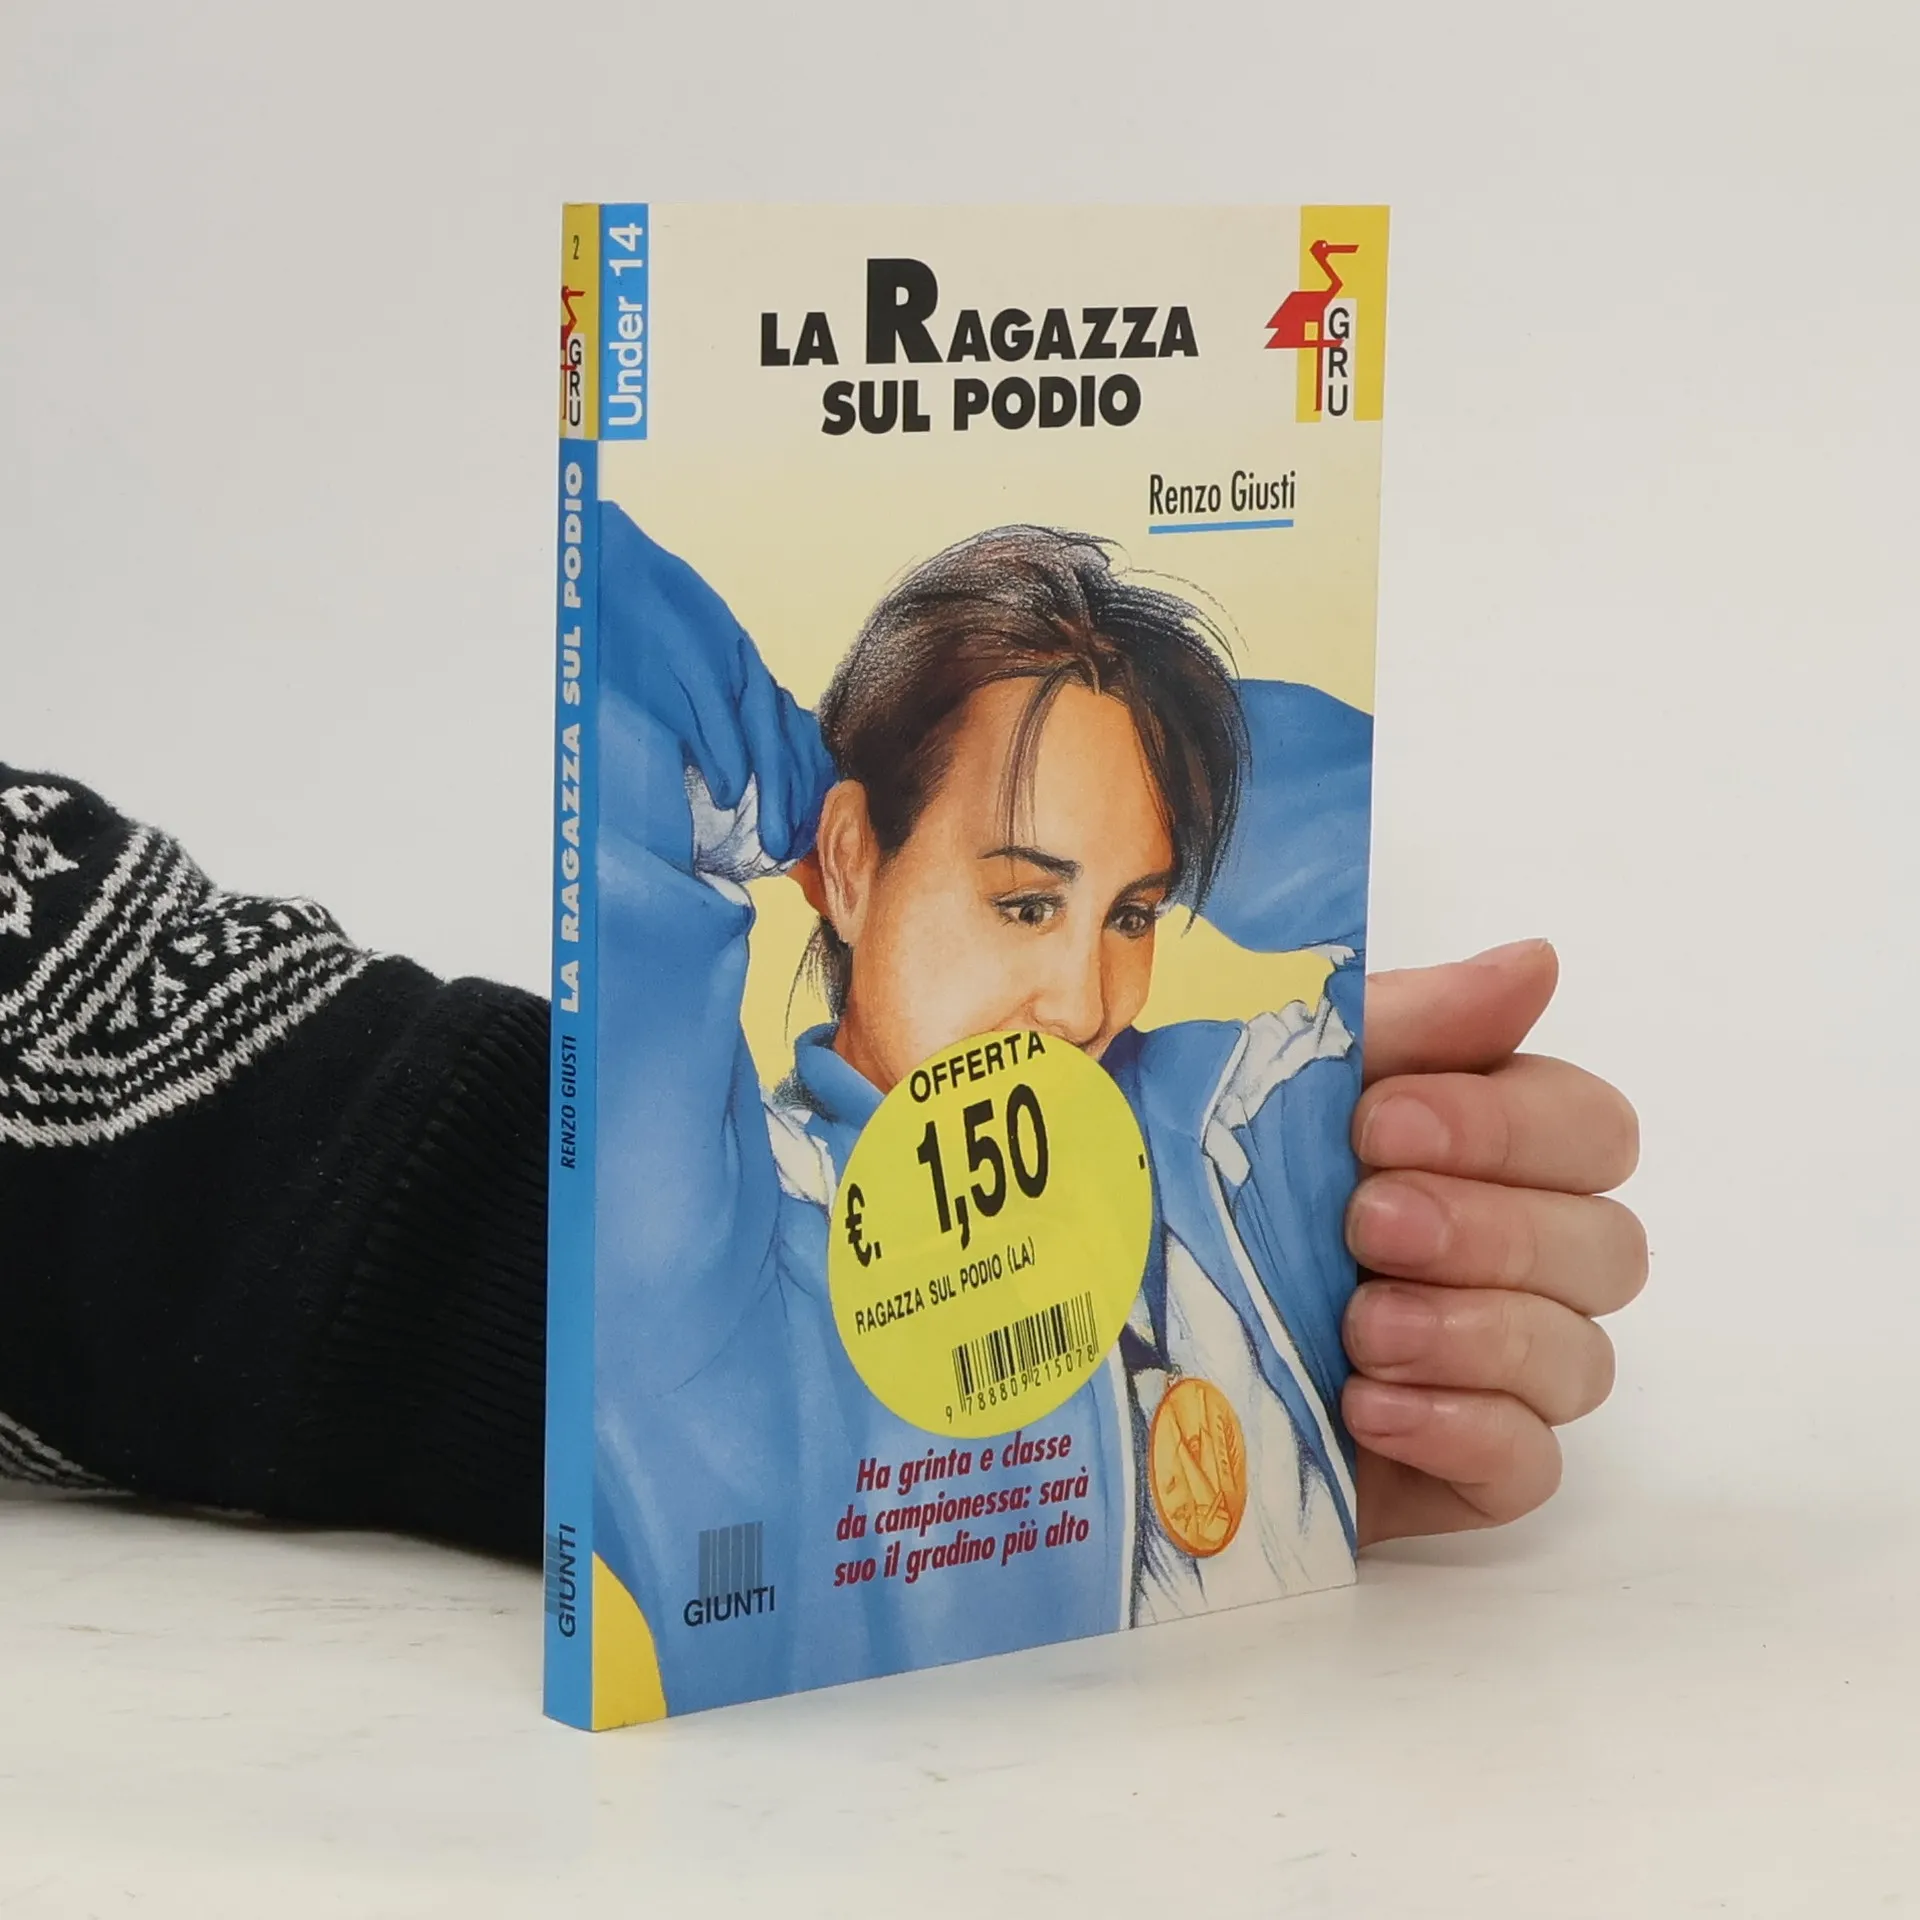 2
GRU
LA RAGAZZA SUL PODIO
RENZO GIUSTI
GIUNTI
Under 14
LA RAGAZZA
SUL PODIO
GRU
Renzo Giusti
OFFERTA
€. 1,50
RAGAZZA SUL PODIO (LA)
9 788809 215078
Ha grinta e classe
da campionessa: sarà
suo il gradino più alto
GIUNTI